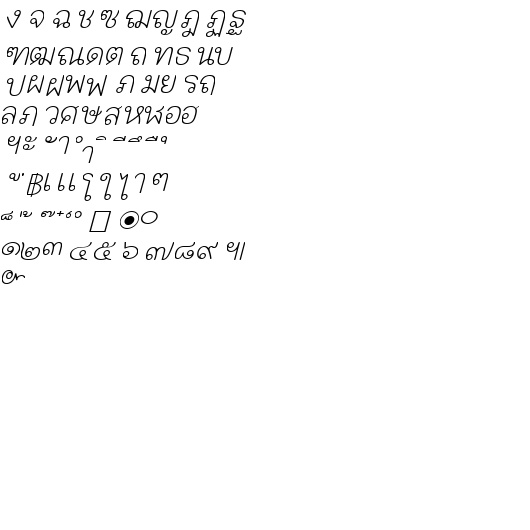 ง จ ฉ ช ซ ฌญฎ ฏฐ
ฑฒณดต ถ ทธ นบ
ปผฝพฟ ภ มย รฤ
ลฦ วศษสหฬออ
ฯะ ั า ำ ิ ี ึ ื
ุ ู ฺ ฿เแโใไๅๆ
◉
๑๒๓ ๔๕ ๖ ๗๘๙ ๚
๛